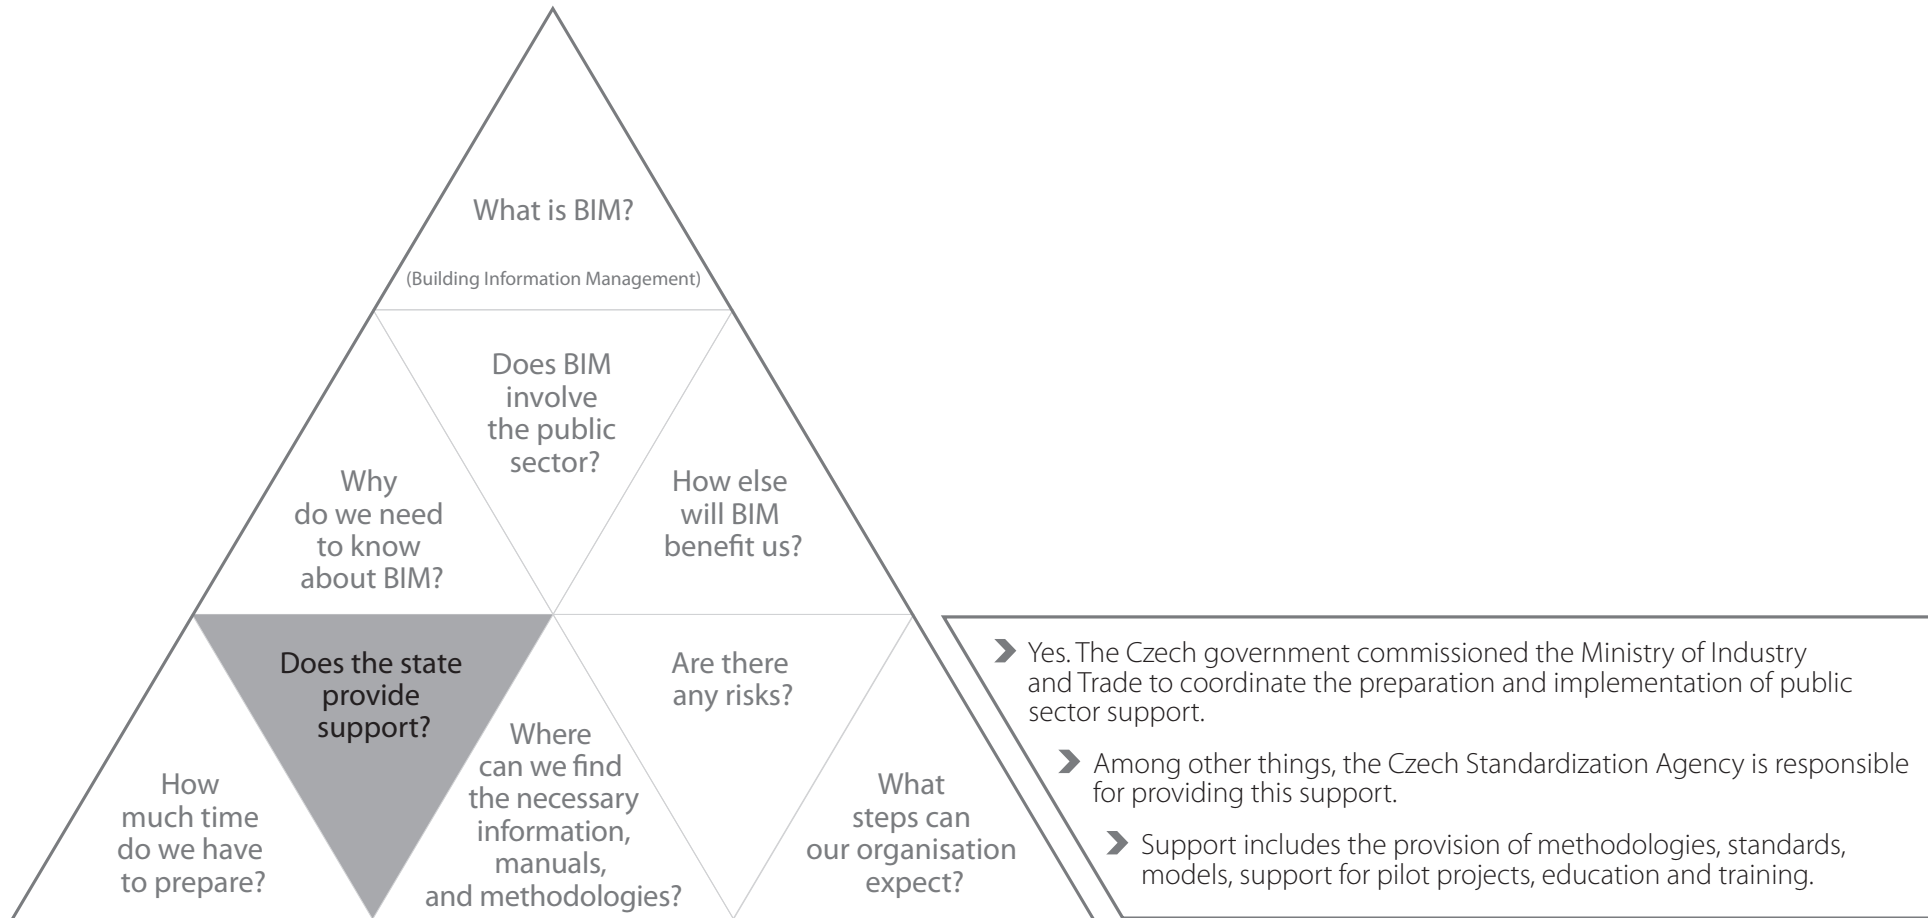 What is BIM?
(Building Information Management)
Does BIM
involve
the public
sector?
Why
do we need
to know
about BIM?
How else
will BIM
benefit us?
Does the state
provide
support?
Are there
any risks?
How
much time
do we have
to prepare?
Where
can we find
the necessary
information,
manuals,
and methodologies?
What
steps can
our organisation
expect?
Yes. The Czech government commissioned the Ministry of Industry
and Trade to coordinate the preparation and implementation of public
sector support.
Among other things, the Czech Standardization Agency is responsible
for providing this support.
Support includes the provision of methodologies, standards,
models, support for pilot projects, education and training.